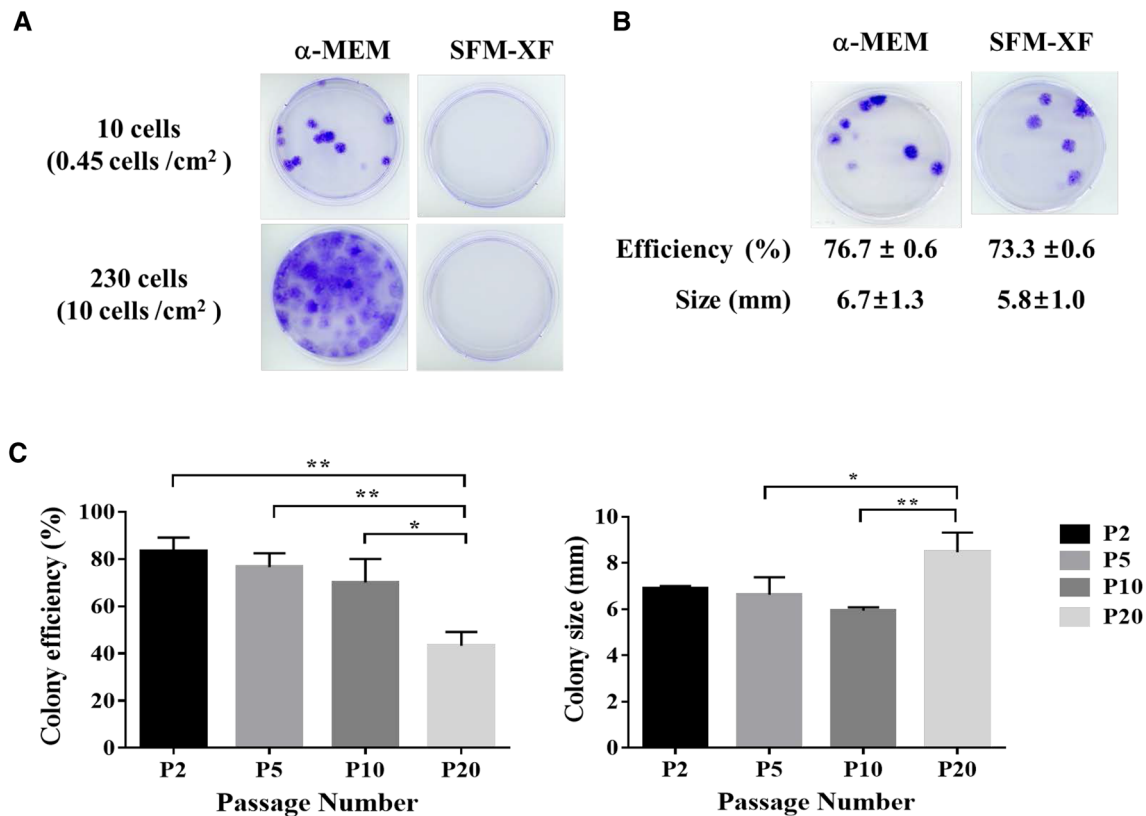 A
α-MEM SFM-XF
10 cells
(0.45 cells /cm² )
230 cells
(10 cells /cm² )
B
α-MEM SFM-XF
Efficiency (%) 76.7 ± 0.6 73.3 ±0.6
Size (mm) 6.7±1.3 5.8±1.0
C
**
**
*
Colony efficiency (%)
100
80
60
40
20
0
P2 P5 P10 P20
Passage Number
*
**
Colony size (mm)
10
8
6
4
2
0
P2 P5 P10 P20
Passage Number
P2
P5
P10
P20